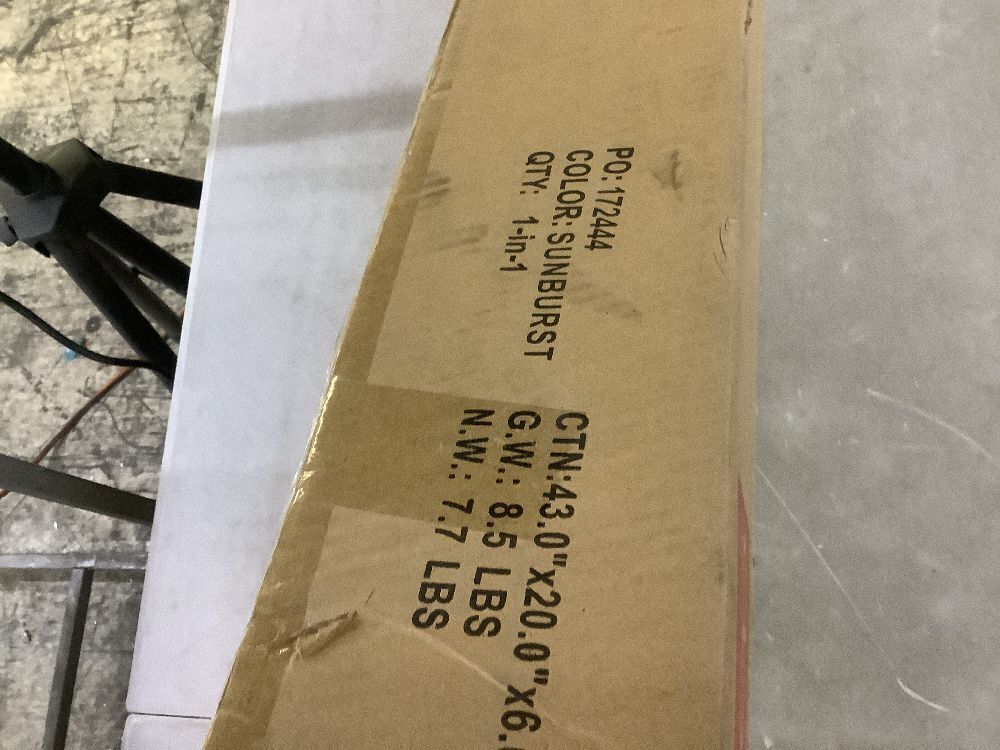 PO: 172444
COLOR: SUNBURST
QTY: 1-in-1
CTN:43.0"x20.0"x6.
G.W.: 8.5 LBS
N.W.: 7.7 LBS